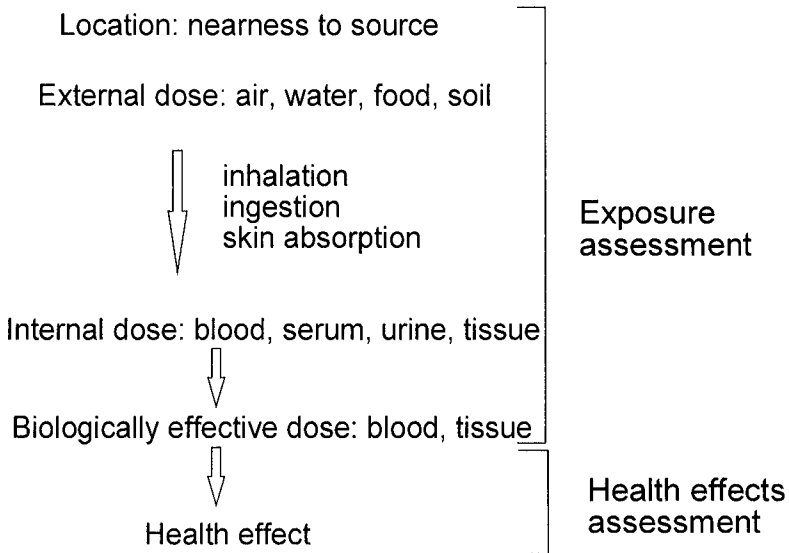 Location: nearness to source
External dose: air, water, food, soil
inhalation
ingestion
skin absorption
Exposure
assessment
Internal dose: blood, serum, urine, tissue
Biologically effective dose: blood, tissue
Health effects
assessment
Health effect